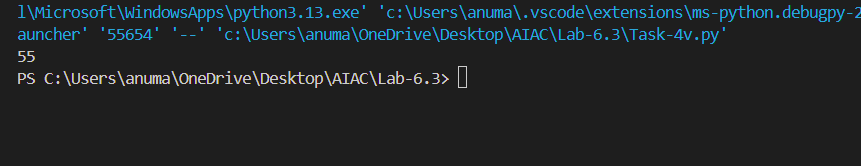 l\Microsoft\WindowsApps\python3.13.exe' 'c:\Users\anuma\.vscode\extensions\ms-python.debugpy-2
auncher' '55654' '--' 'c:\Users\anuma\OneDrive\Desktop\AIAC\Lab-6.3\Task-4v.py'
55
PS C:\Users\anuma\OneDrive\Desktop\AIAC\Lab-6.3>